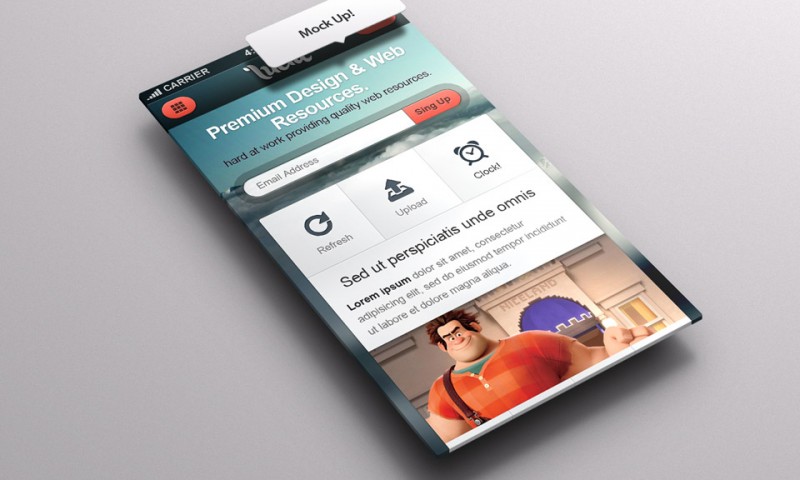 Mock Up!
CARRIER
Premium Design & Web
Resources.
hard at work providing quality web resources.
Email Address
Sing Up
Refresh
Upload
Clock!
Sed ut perspiciatis unde omnis
Lorem ipsum dolor sit amet, consectetur
adipisicing elit, sed do eiusmod tempor incididunt
ut labore et dolore magna aliqua.
NICELAND